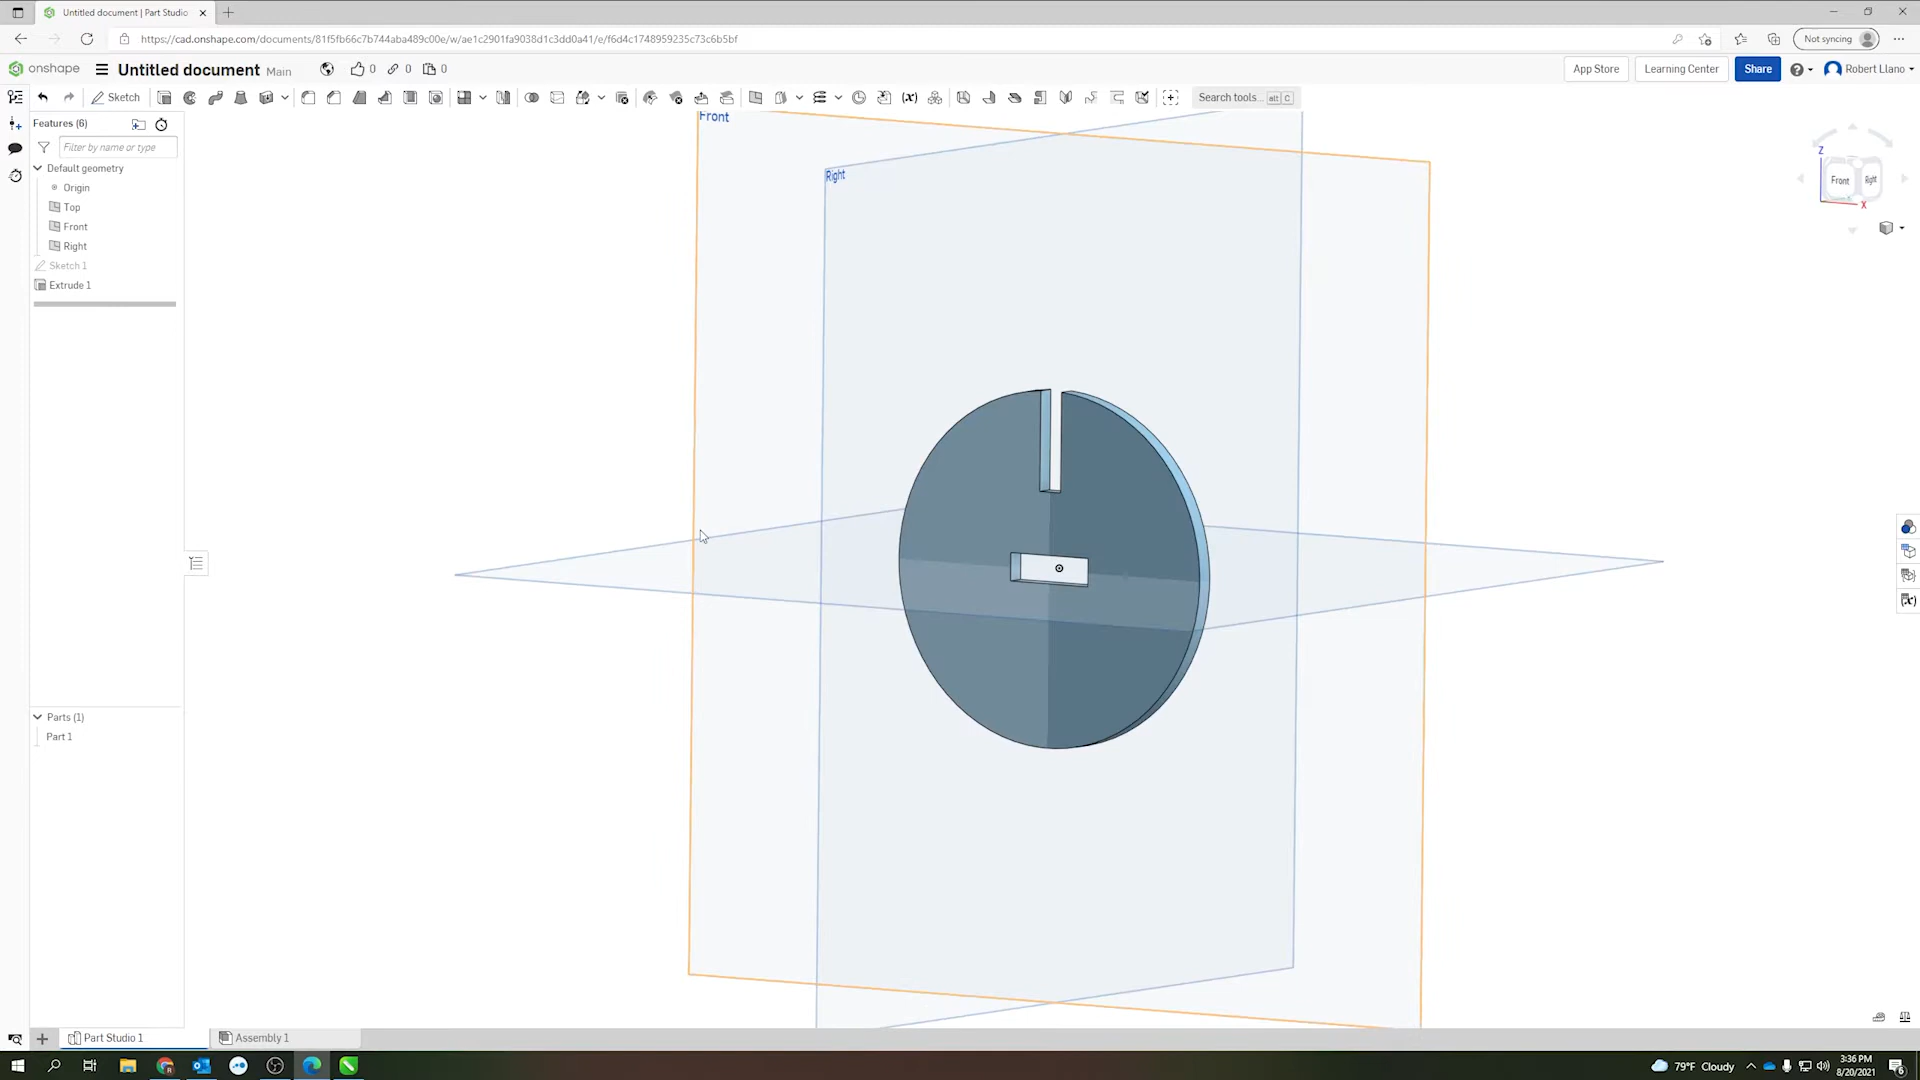 Untitled document | Part Studio
https://cad.onshape.com/documents/81f5fb66c7b744aba489c00e/w/ae1c2901fa9038d1c3dd0a41/e/f6d4c1748959235c73c6b5bf
Not syncing
onshape
Untitled document Main
0
0
0
App Store
Learning Center
Share
Robert Llano
Sketch
Search tools... alt C
Features (6)
Filter by name or type
Default geometry
Origin
Top
Front
Right
Sketch 1
Extrude 1
Front
Right
Z
Front
Right
X
Parts (1)
Part 1
Part Studio 1
Assembly 1
79°F Cloudy
3:36 PM
8/20/2021
6